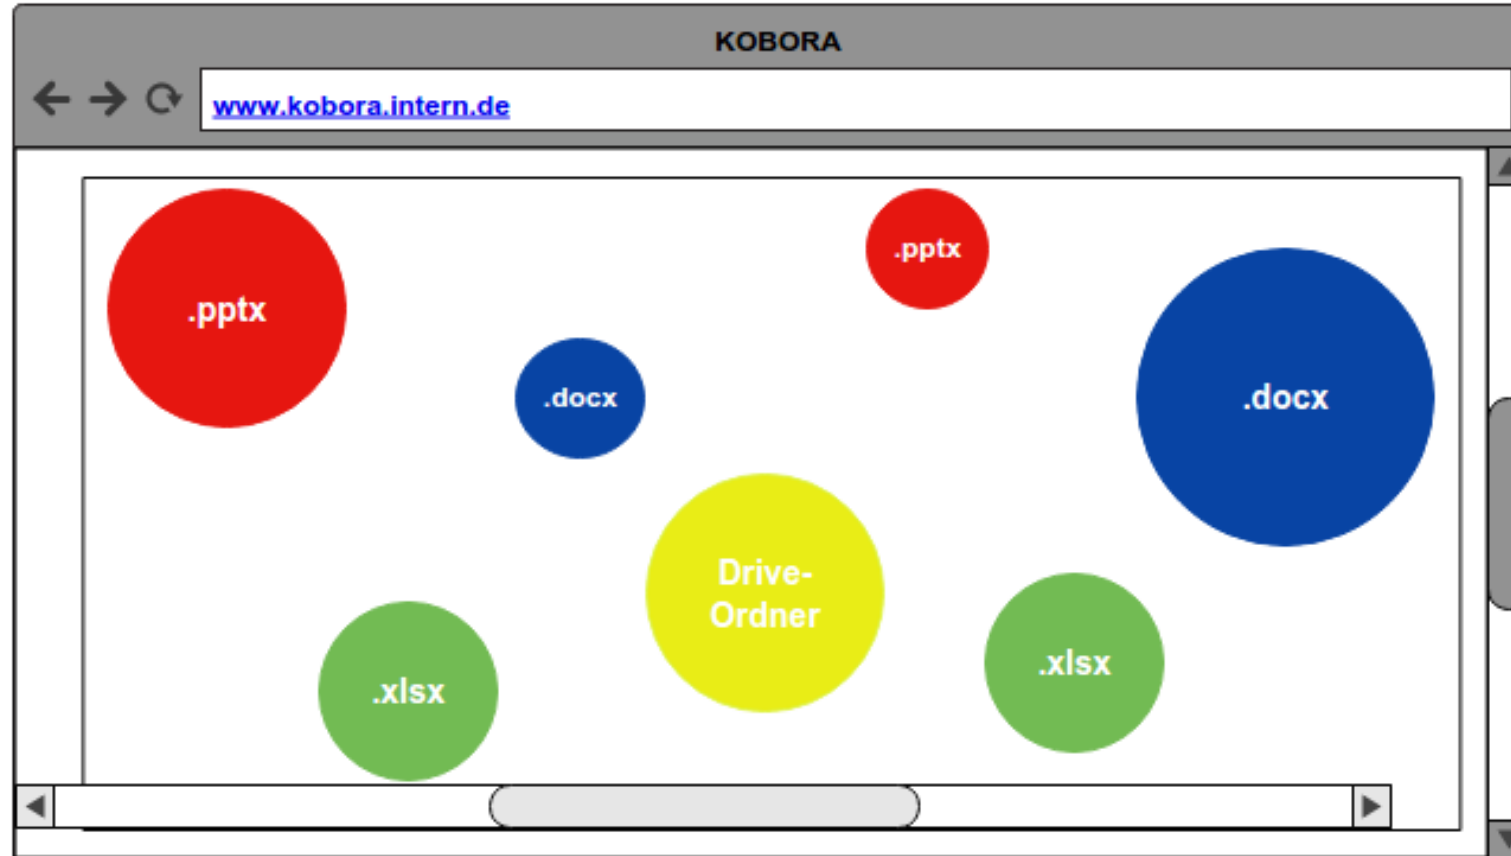 KOBORA
www.kobora.intern.de
.pptx
.pptx
.docx
.docx
Drive-
Ordner
.xlsx
.xlsx